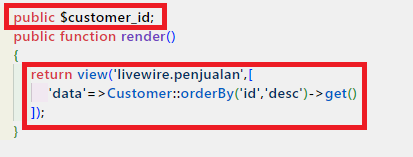 public $customer_id;
public function render()
{
return view('livewire.penjualan',[
'data'=>Customer::orderBy('id','desc')->get()
]);
}